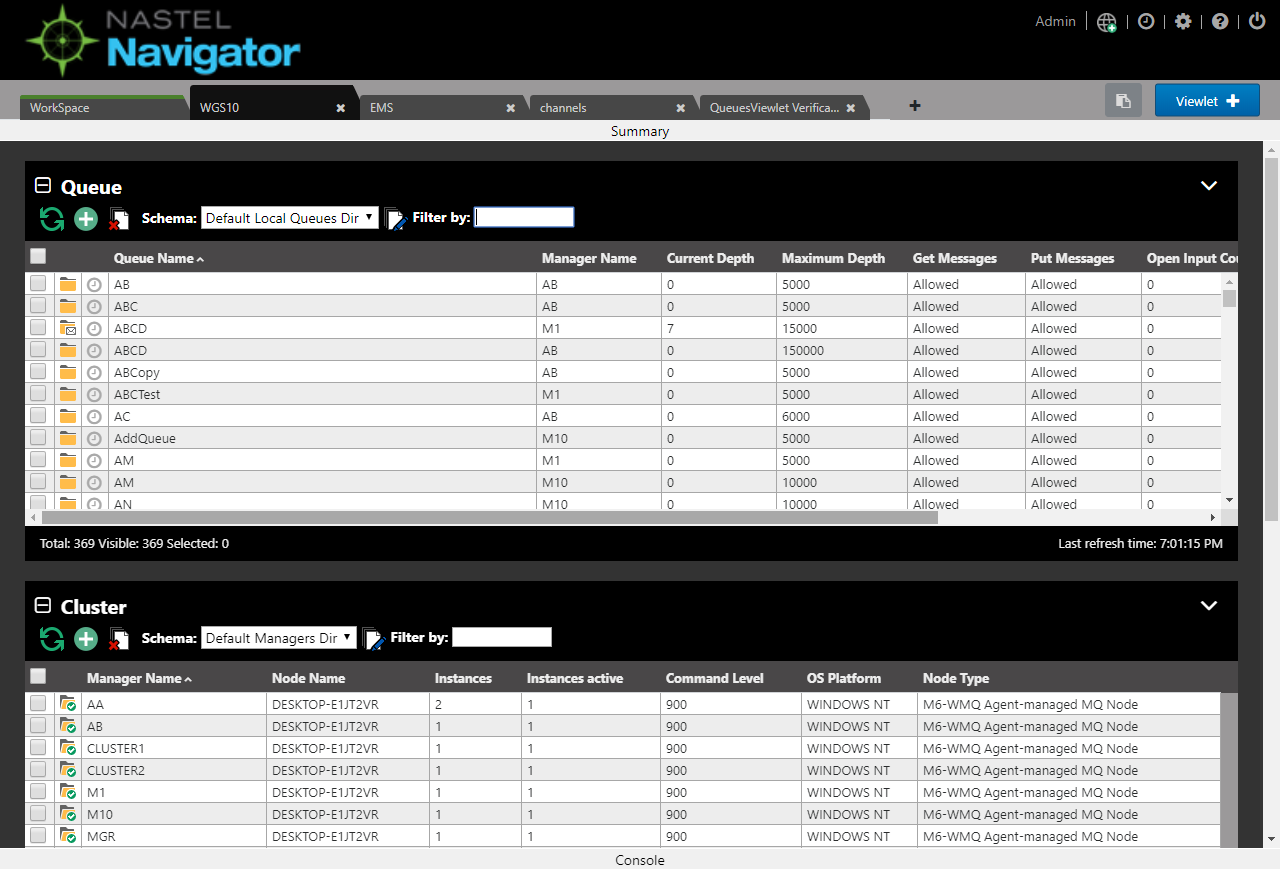 NASTEL
Navigator
Admin
WorkSpace WGS10 EMS channels QueuesViewlet Verifica... Viewlet
Summary
Queue
Schema: Default Local Queues Dir Filter by:
Queue Name Manager Name Current Depth Maximum Depth Get Messages Put Messages Open Input Cou
AB AB 0 5000 Allowed Allowed 0
ABC AB 0 5000 Allowed Allowed 0
ABCD M1 7 15000 Allowed Allowed 0
ABCD AB 0 150000 Allowed Allowed 0
ABCopy AB 0 5000 Allowed Allowed 0
ABCTest M1 0 5000 Allowed Allowed 0
AC AB 0 6000 Allowed Allowed 0
AddQueue M10 0 5000 Allowed Allowed 0
AM M1 0 5000 Allowed Allowed 0
AM M10 0 10000 Allowed Allowed 0
AN M10 0 10000 Allowed Allowed 0
Total: 369 Visible: 369 Selected: 0 Last refresh time: 7:01:15 PM
Cluster
Schema: Default Managers Dir Filter by:
Manager Name Node Name Instances Instances active Command Level OS Platform Node Type
AA DESKTOP-E1JT2VR 2 1 900 WINDOWS NT M6-WMQ Agent-managed MQ Node
AB DESKTOP-E1JT2VR 1 1 900 WINDOWS NT M6-WMQ Agent-managed MQ Node
CLUSTER1 DESKTOP-E1JT2VR 1 1 900 WINDOWS NT M6-WMQ Agent-managed MQ Node
CLUSTER2 DESKTOP-E1JT2VR 1 1 900 WINDOWS NT M6-WMQ Agent-managed MQ Node
M1 DESKTOP-E1JT2VR 1 1 900 WINDOWS NT M6-WMQ Agent-managed MQ Node
M10 DESKTOP-E1JT2VR 1 1 900 WINDOWS NT M6-WMQ Agent-managed MQ Node
MGR DESKTOP-E1JT2VR 1 1 900 WINDOWS NT M6-WMQ Agent-managed MQ Node
Console